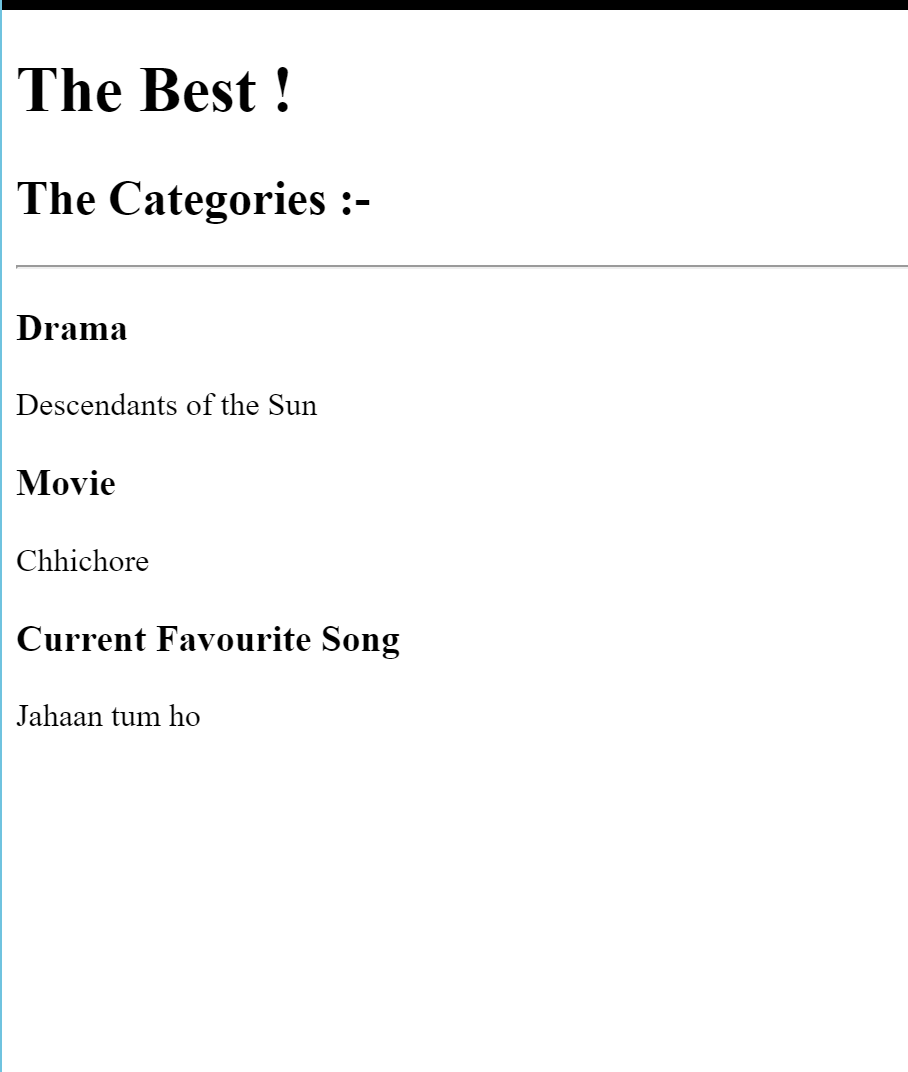 The Best !
The Categories :-
Drama
Descendants of the Sun
Movie
Chhichore
Current Favourite Song
Jahaan tum ho